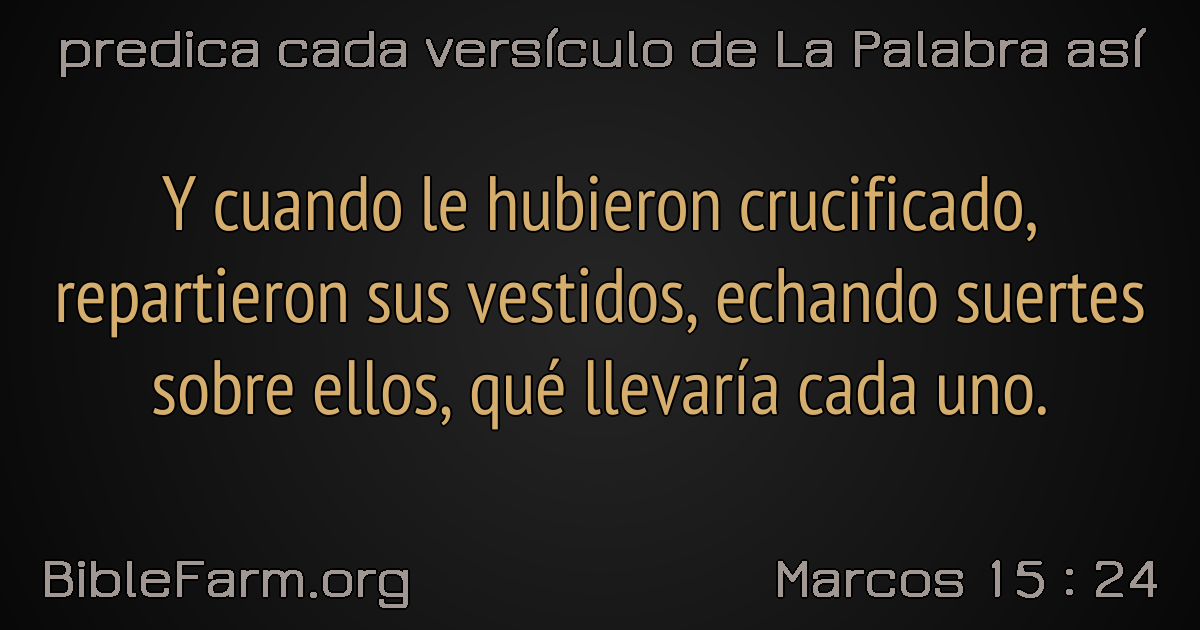 predica cada versículo de La Palabra así
Y cuando le hubieron crucificado,
repartieron sus vestidos, echando suertes
sobre ellos, qué llevaría cada uno.
BibleFarm.org
Marcos 15 : 24